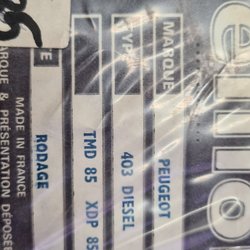 MARQUE PEUGEOT
TYPE 403 DIESEL
TMD 85 XDP 85
RODAGE
MADE IN FRANCE
ARQUE & PRÉSENTATION DÉPOSÉE